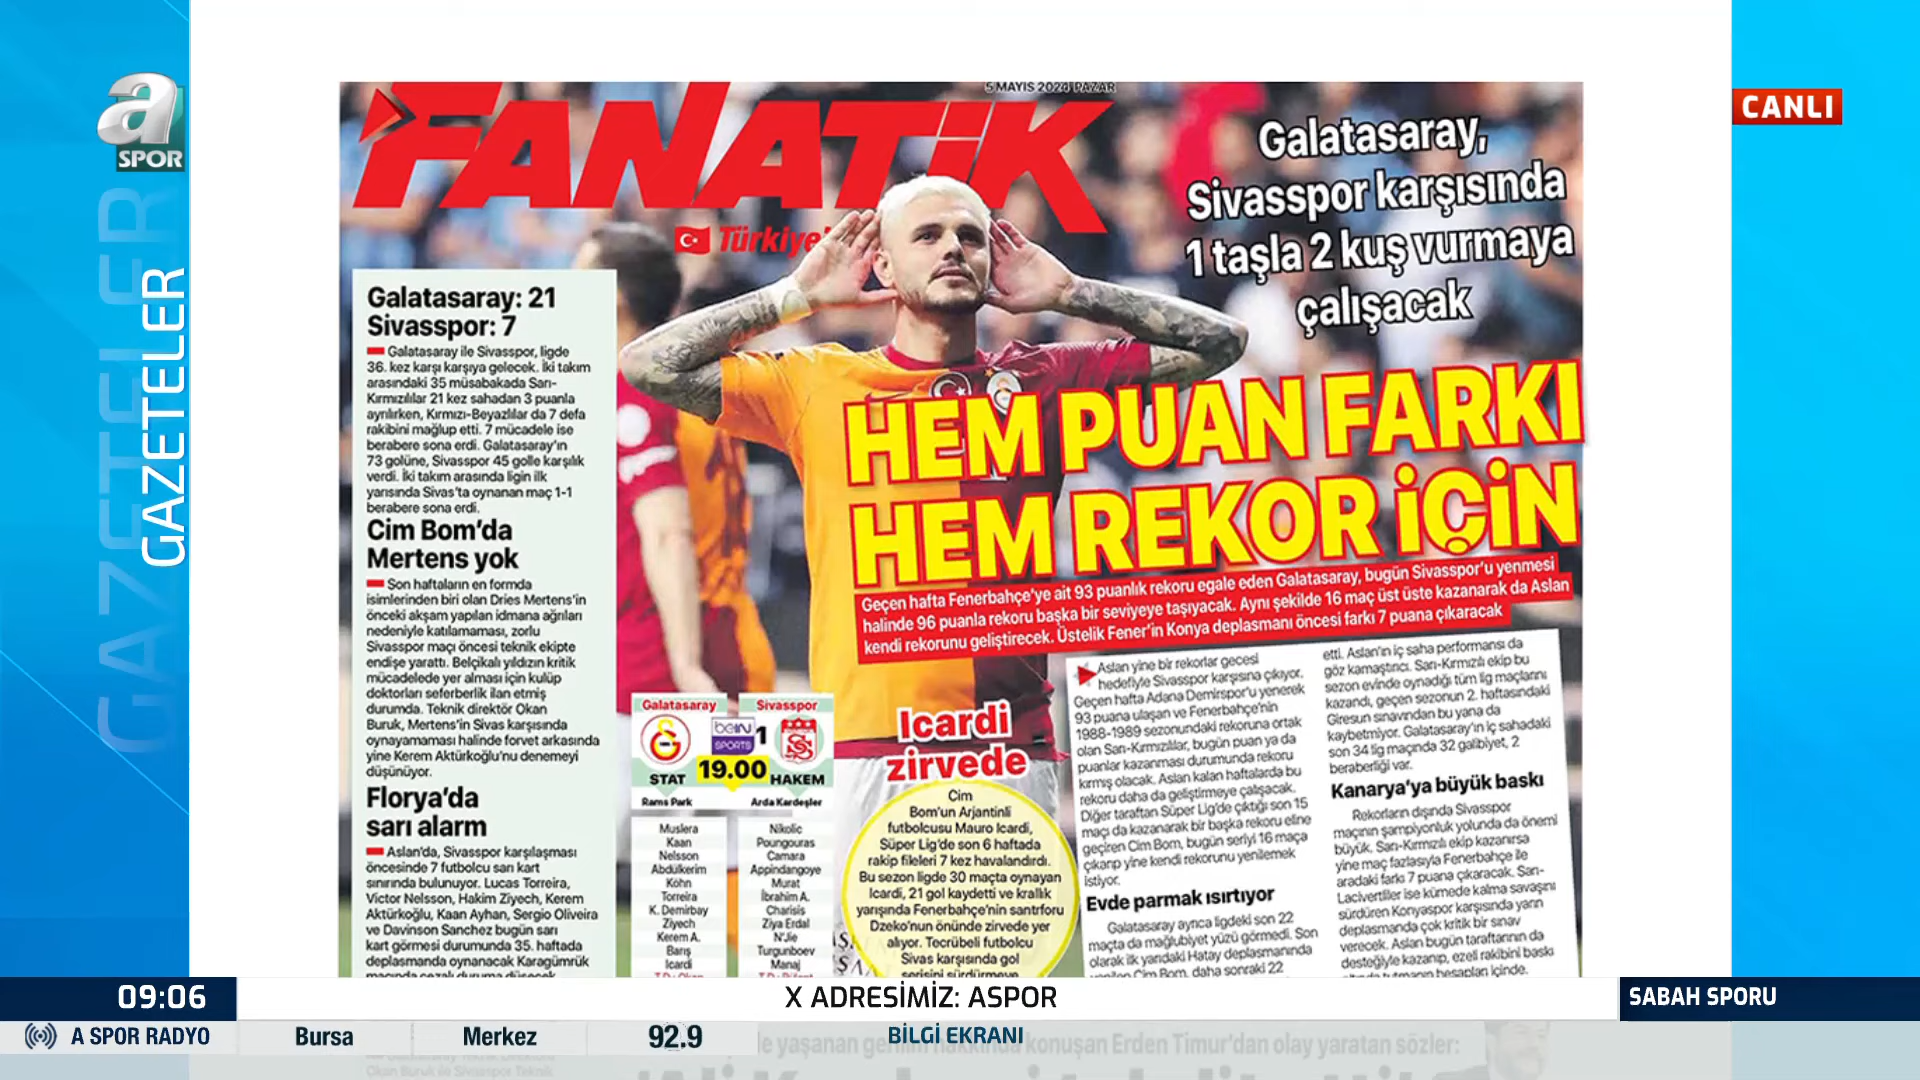 a
SPOR
GAZETELER
GAZETELER
CANLI
5 MAYIS 2024 PAZAR
FANATİK
Türkiye'
Galatasaray,
Sivasspor karşısında
1 taşla 2 kuş vurmaya
çalışacak
HEM PUAN FARKI
HEM REKOR İÇİN
Geçen hafta Fenerbahçe'ye ait 93 puanlık rekoru egale eden Galatasaray, bugün Sivasspor'u yenmesi
halinde 96 puanla rekoru başka bir seviyeye taşıyacak. Aynı şekilde 16 maç üst üste kazanarak da Aslan
kendi rekorunu geliştirecek. Üstelik Fener'in Konya deplasmanı öncesi farkı 7 puana çıkaracak
Galatasaray: 21
Sivasspor: 7
Galatasaray ile Sivasspor, ligde
36. kez karşı karşıya gelecek. İki takım
arasındaki 35 müsabakada Sarı-
Kırmızılılar 21 kez sahadan 3 puanla
ayrılırken, Kırmızı-Beyazlılar da 7 defa
rakibini mağlup etti. 7 mücadele ise
berabere sona erdi. Galatasaray'ın
73 golüne, Sivasspor 45 golle karşılık
verdi. İki takım arasında ligin ilk
yarısında Sivas'ta oynanan maç 1-1
berabere sona erdi.
Cim Bom'da
Mertens yok
Son haftaların en formda
isimlerinden biri olan Dries Mertens'in
önceki akşam yapılan idmana ağrıları
nedeniyle katılamaması, zorlu
Sivasspor maçı öncesi teknik ekipte
endişe yarattı. Belçikalı yıldızın kritik
mücadelede yer alması için kulüp
doktorları seferberlik ilan etmiş
durumda. Teknik direktör Okan
Buruk, Mertens'in Sivas karşısında
oynayamaması halinde forvet arkasında
yine Kerem Aktürkoğlu'nu denemeyi
düşünüyor.
Florya'da
sarı alarm
Aslan'da, Sivasspor karşılaşması
öncesinde 7 futbolcu sarı kart
sınırında bulunuyor. Lucas Torreira,
Victor Nelsson, Hakim Ziyech, Kerem
Aktürkoğlu, Kaan Ayhan, Sergio Oliveira
ve Davinson Sanchez bugün sarı
kart görmesi durumunda 35. haftada
deplasmanda oynanacak Karagümrük
maçında cezalı duruma düşecek
Galatasaray
Sivasspor
beIN
SPORTS
1
19.00
STAT
HAKEM
Rams Park
Arda Kardeşler
Muslera
Kaan
Nelsson
Abdülkerim
Köhn
Torreira
K. Demirbay
Ziyech
Kerem A.
Barış
Icardi
Nikolic
Poungouras
Camara
Appindangoye
Murat
İbrahim A.
Charisis
Ziya Erdal
N'Jie
Turgunboev
Manaj
Icardi
zirvede
Cim
Bom'un Arjantinli
futbolcusu Mauro Icardi,
Süper Lig'de son 6 haftada
rakip fileleri 7 kez havalandırdı.
Bu sezon ligde 30 maçta oynayan
Icardi, 21 gol kaydetti ve krallık
yarışında Fenerbahçe'nin santrforu
Dzeko'nun önünde zirvede yer
alıyor. Tecrübeli futbolcu
Sivas karşısında gol
serisini sürdürmeye
Aslan yine bir rekorlar gecesi
hedefiyle Sivasspor karşısına çıkıyor.
Geçen hafta Adana Demirspor'u yenerek
93 puana ulaşan ve Fenerbahçe'nin
1988-1989 sezonundaki rekoruna ortak
olan Sarı-Kırmızılılar, bugün puan ya da
puanlar kazanması durumunda rekoru
kırmış olacak. Aslan kalan haftalarda bu
rekoru daha da geliştirmeye çalışacak.
Diğer taraftan Süper Lig'de çıktığı son 15
maçı da kazanarak bir başka rekoru eline
geçiren Cim Bom, bugün seriyi 16 maça
çıkarıp yine kendi rekorunu yenilemek
istiyor.
Evde parmak ısırtıyor
Galatasaray ayrıca ligdeki son 22
maçta da mağlubiyet yüzü görmedi. Son
olarak ilk yarıdaki Hatay deplasmanında
yenilen Cim Bom, daha sonraki 22
etti. Aslan'ın iç saha performansı da
göz kamaştırıcı. Sarı-Kırmızılı ekip bu
sezon evinde oynadığı tüm lig maçlarını
kazandı, geçen sezonun 2. haftasındaki
Giresun sınavından bu yana da
kaybetmiyor. Galatasaray'ın iç sahadaki
son 34 lig maçında 32 galibiyet, 2
beraberliği var.
Kanarya'ya büyük baskı
Rekorların dışında Sivasspor
maçının şampiyonluk yolunda da önemi
büyük. Sarı-Kırmızılı ekip kazanırsa
yine maç fazlasıyla Fenerbahçe ile
aradaki farkı 7 puana çıkaracak. Sarı-
Lacivertliler ise kümede kalma savaşını
sürdüren Konyaspor karşısında yarın
deplasmanda çok kritik bir sınav
verecek. Aslan bugün taraftarının da
desteğiyle kazanıp, ezeli rakibini baskı
altında tutmanın hesapları içinde.
09:06
X ADRESİMİZ: ASPOR
SABAH SPORU
A SPOR RADYO
Bursa
Merkez
92.9
BİLGİ EKRANI
le yaşanan gerilim hakkında konuşan Erden Timur'dan olay yaratan sözler: